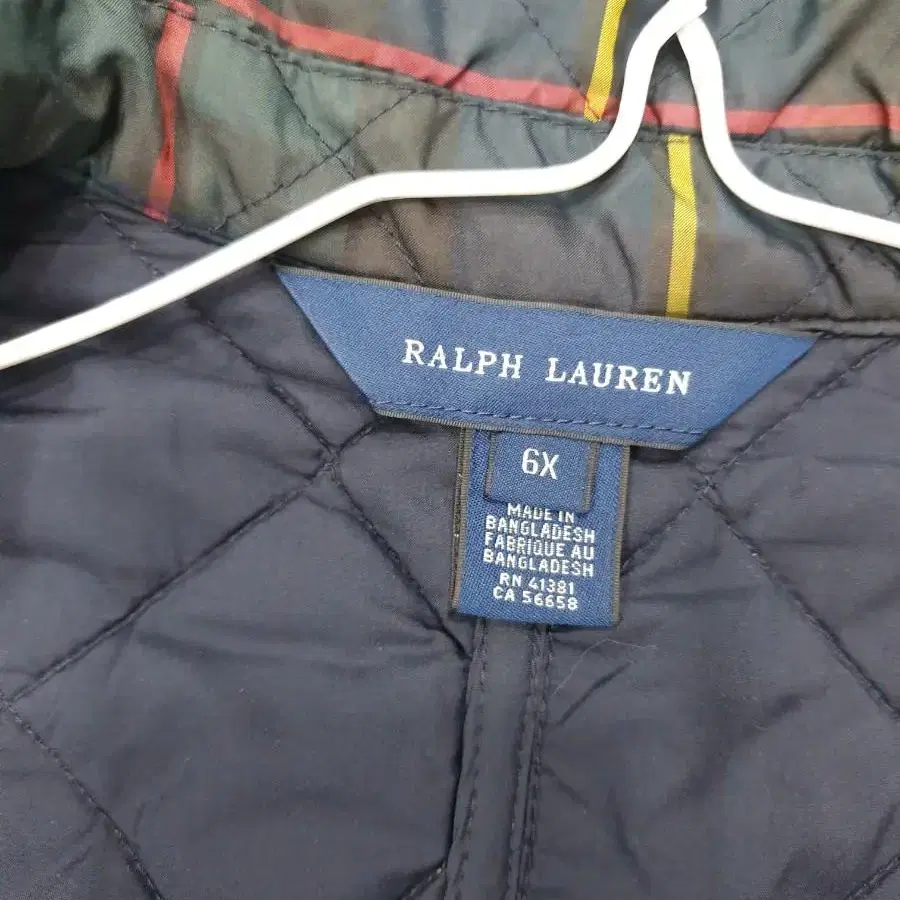 RALPH LAUREN
6X
MADE IN
BANGLADESH
FABRIQUE AU
BANGLADESH
RN 41381
CA 56658